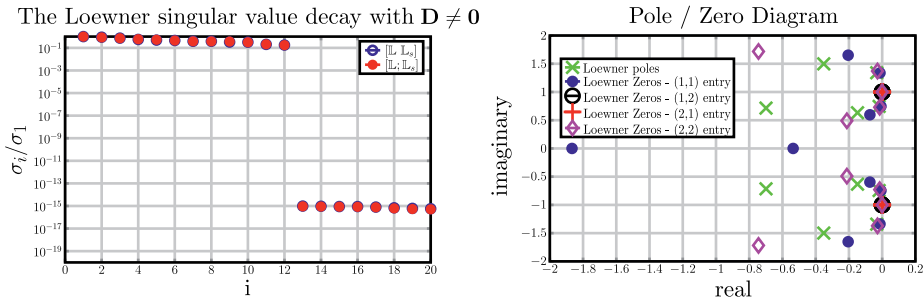 The Loewner singular value decay with D ≠ 0
σᵢ/σ₁
10⁻¹
10⁻³
10⁻⁵
10⁻⁷
10⁻⁹
10⁻¹¹
10⁻¹³
10⁻¹⁵
10⁻¹⁷
10⁻¹⁹
[𝕃 𝕃ₛ]
[𝕃; 𝕃ₛ]
0 2 4 6 8 10 12 14 16 18 20
i
Pole / Zero Diagram
imaginary
2
1.5
1
0.5
0
−0.5
−1
−1.5
−2
Loewner poles
Loewner Zeros - (1,1) entry
Loewner Zeros - (1,2) entry
Loewner Zeros - (2,1) entry
Loewner Zeros - (2,2) entry
−2 −1.8 −1.6 −1.4 −1.2 −1 −0.8 −0.6 −0.4 −0.2 0 0.2
real